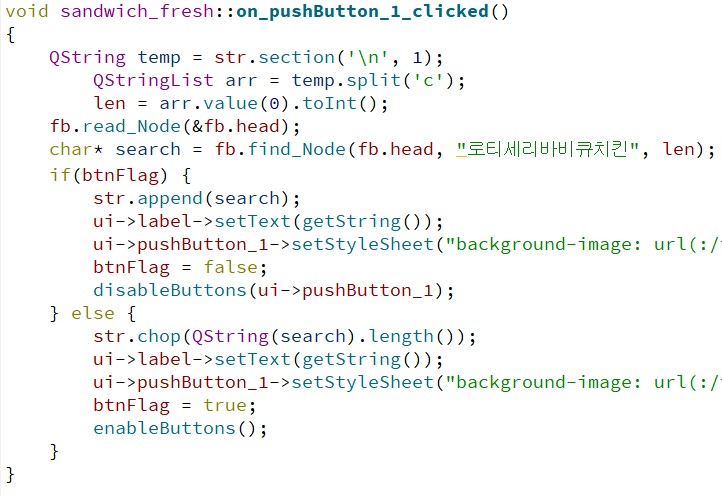 void sandwich_fresh::on_pushButton_1_clicked()
{
    QString temp = str.section('\n', 1);
        QStringList arr = temp.split('c');
        len = arr.value(0).toInt();
    fb.read_Node(&fb.head);
    char* search = fb.find_Node(fb.head, "로티세리바비큐치킨", len);
    if(btnFlag) {
        str.append(search);
        ui->label->setText(getString());
        ui->pushButton_1->setStyleSheet("background-image: url(:/
        btnFlag = false;
        disableButtons(ui->pushButton_1);
    } else {
        str.chop(QString(search).length());
        ui->label->setText(getString());
        ui->pushButton_1->setStyleSheet("background-image: url(:/
        btnFlag = true;
        enableButtons();
    }
}